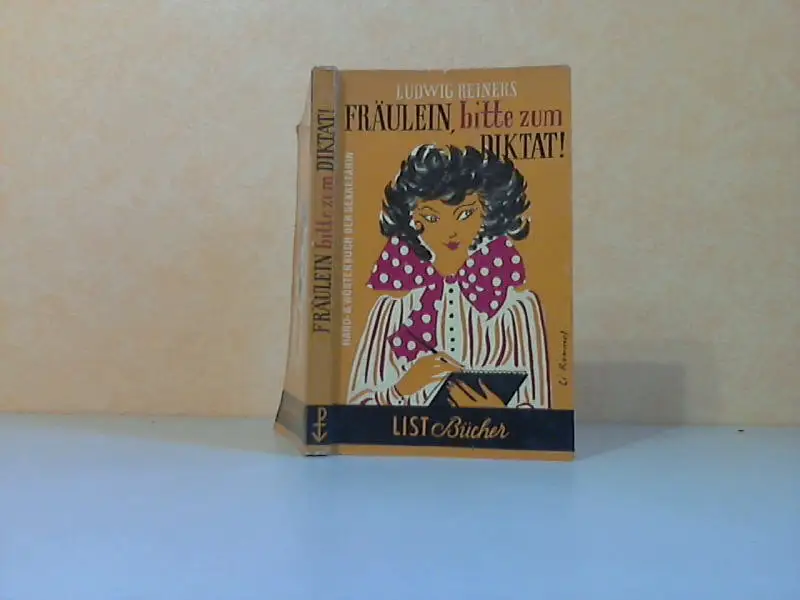 LUDWIG REINERS
FRÄULEIN, bitte zum
DIKTAT!
HAND- & WÖRTERBUCH DER SEKRETÄRIN
LIST Bücher
FRÄULEIN bitte zum DIKTAT!